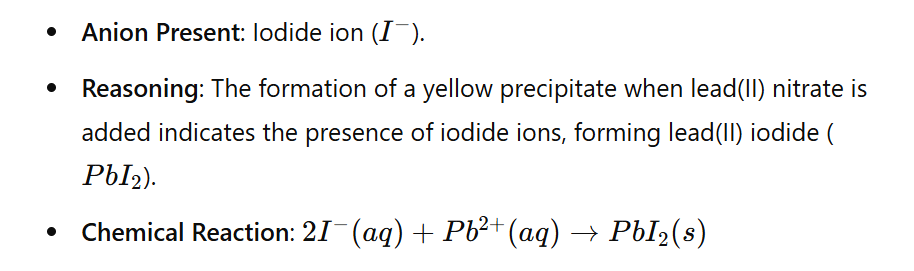 • Anion Present: Iodide ion (I⁻).
• Reasoning: The formation of a yellow precipitate when lead(II) nitrate is
added indicates the presence of iodide ions, forming lead(II) iodide (
PbI₂).
• Chemical Reaction: 2I⁻(aq) + Pb²⁺(aq) → PbI₂(s)